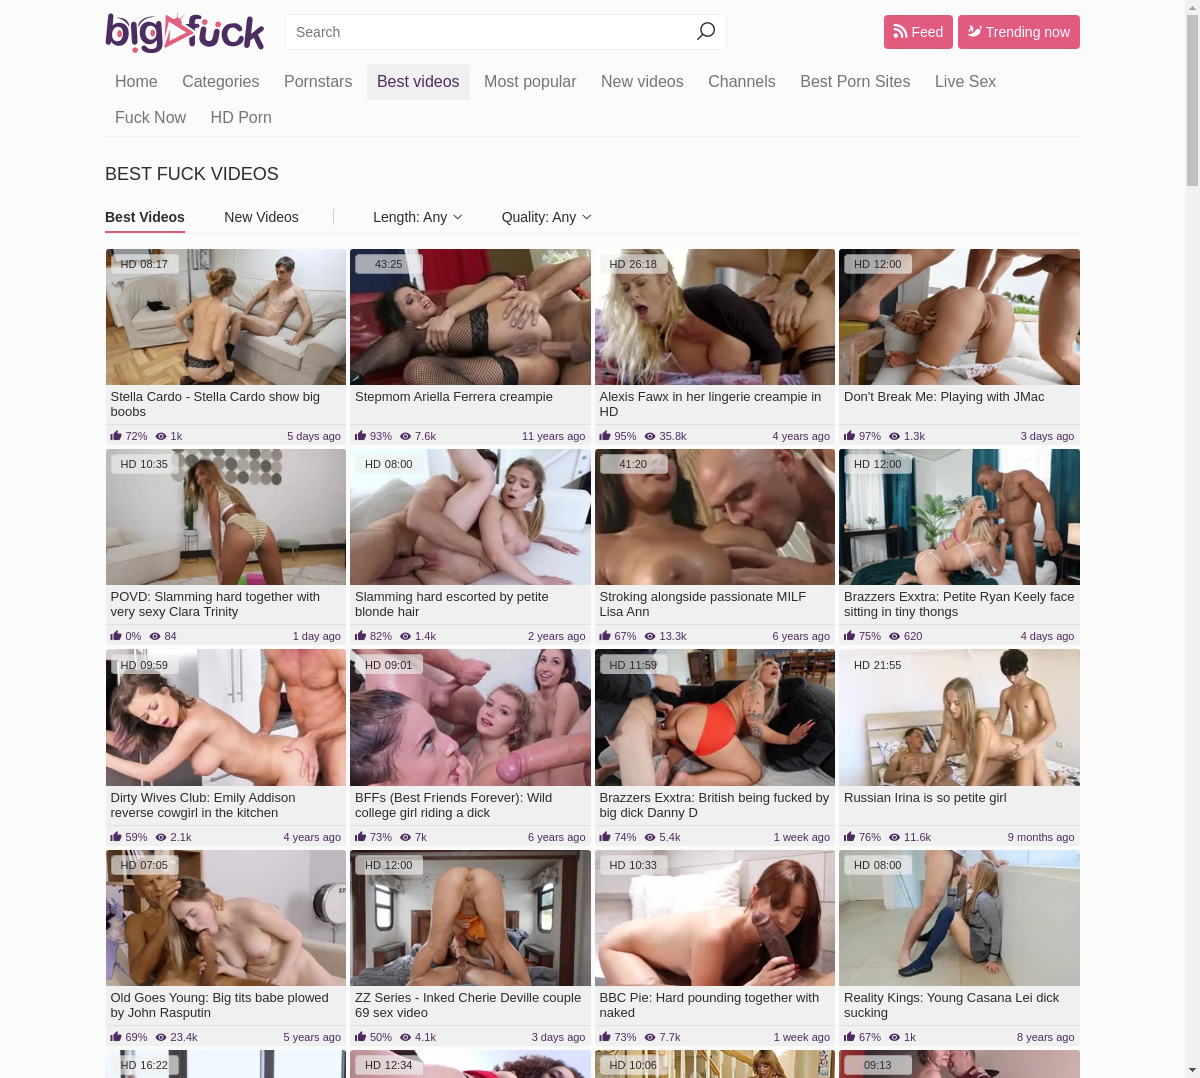 big fuck
Search
Feed
Trending now
Home Categories Pornstars Best videos Most popular New videos Channels Best Porn Sites Live Sex
Fuck Now HD Porn
BEST FUCK VIDEOS
Best Videos New Videos Length: Any Quality: Any
HD 08:17
43:25
HD 26:18
HD 12:00
Stella Cardo - Stella Cardo show big
boobs
72% 1k 5 days ago
Stepmom Ariella Ferrera creampie
93% 7.6k 11 years ago
Alexis Fawx in her lingerie creampie in
HD
95% 35.8k 4 years ago
Don't Break Me: Playing with JMac
97% 1.3k 3 days ago
HD 10:35
HD 08:00
41:20
HD 12:00
POVD: Slamming hard together with
very sexy Clara Trinity
0% 84 1 day ago
Slamming hard escorted by petite
blonde hair
82% 1.4k 2 years ago
Stroking alongside passionate MILF
Lisa Ann
67% 13.3k 6 years ago
Brazzers Exxtra: Petite Ryan Keely face
sitting in tiny thongs
75% 620 4 days ago
HD 09:59
HD 09:01
HD 11:59
HD 21:55
Dirty Wives Club: Emily Addison
reverse cowgirl in the kitchen
59% 2.1k 4 years ago
BFFs (Best Friends Forever): Wild
college girl riding a dick
73% 7k 6 years ago
Brazzers Exxtra: British being fucked by
big dick Danny D
74% 5.4k 1 week ago
Russian Irina is so petite girl
76% 11.6k 9 months ago
HD 07:05
HD 12:00
HD 10:33
HD 08:00
Old Goes Young: Big tits babe plowed
by John Rasputin
69% 23.4k 5 years ago
ZZ Series - Inked Cherie Deville couple
69 sex video
50% 4.1k 3 days ago
BBC Pie: Hard pounding together with
naked
73% 7.7k 1 week ago
Reality Kings: Young Casana Lei dick
sucking
67% 1k 8 years ago
HD 16:22
HD 12:34
HD 10:06
09:13